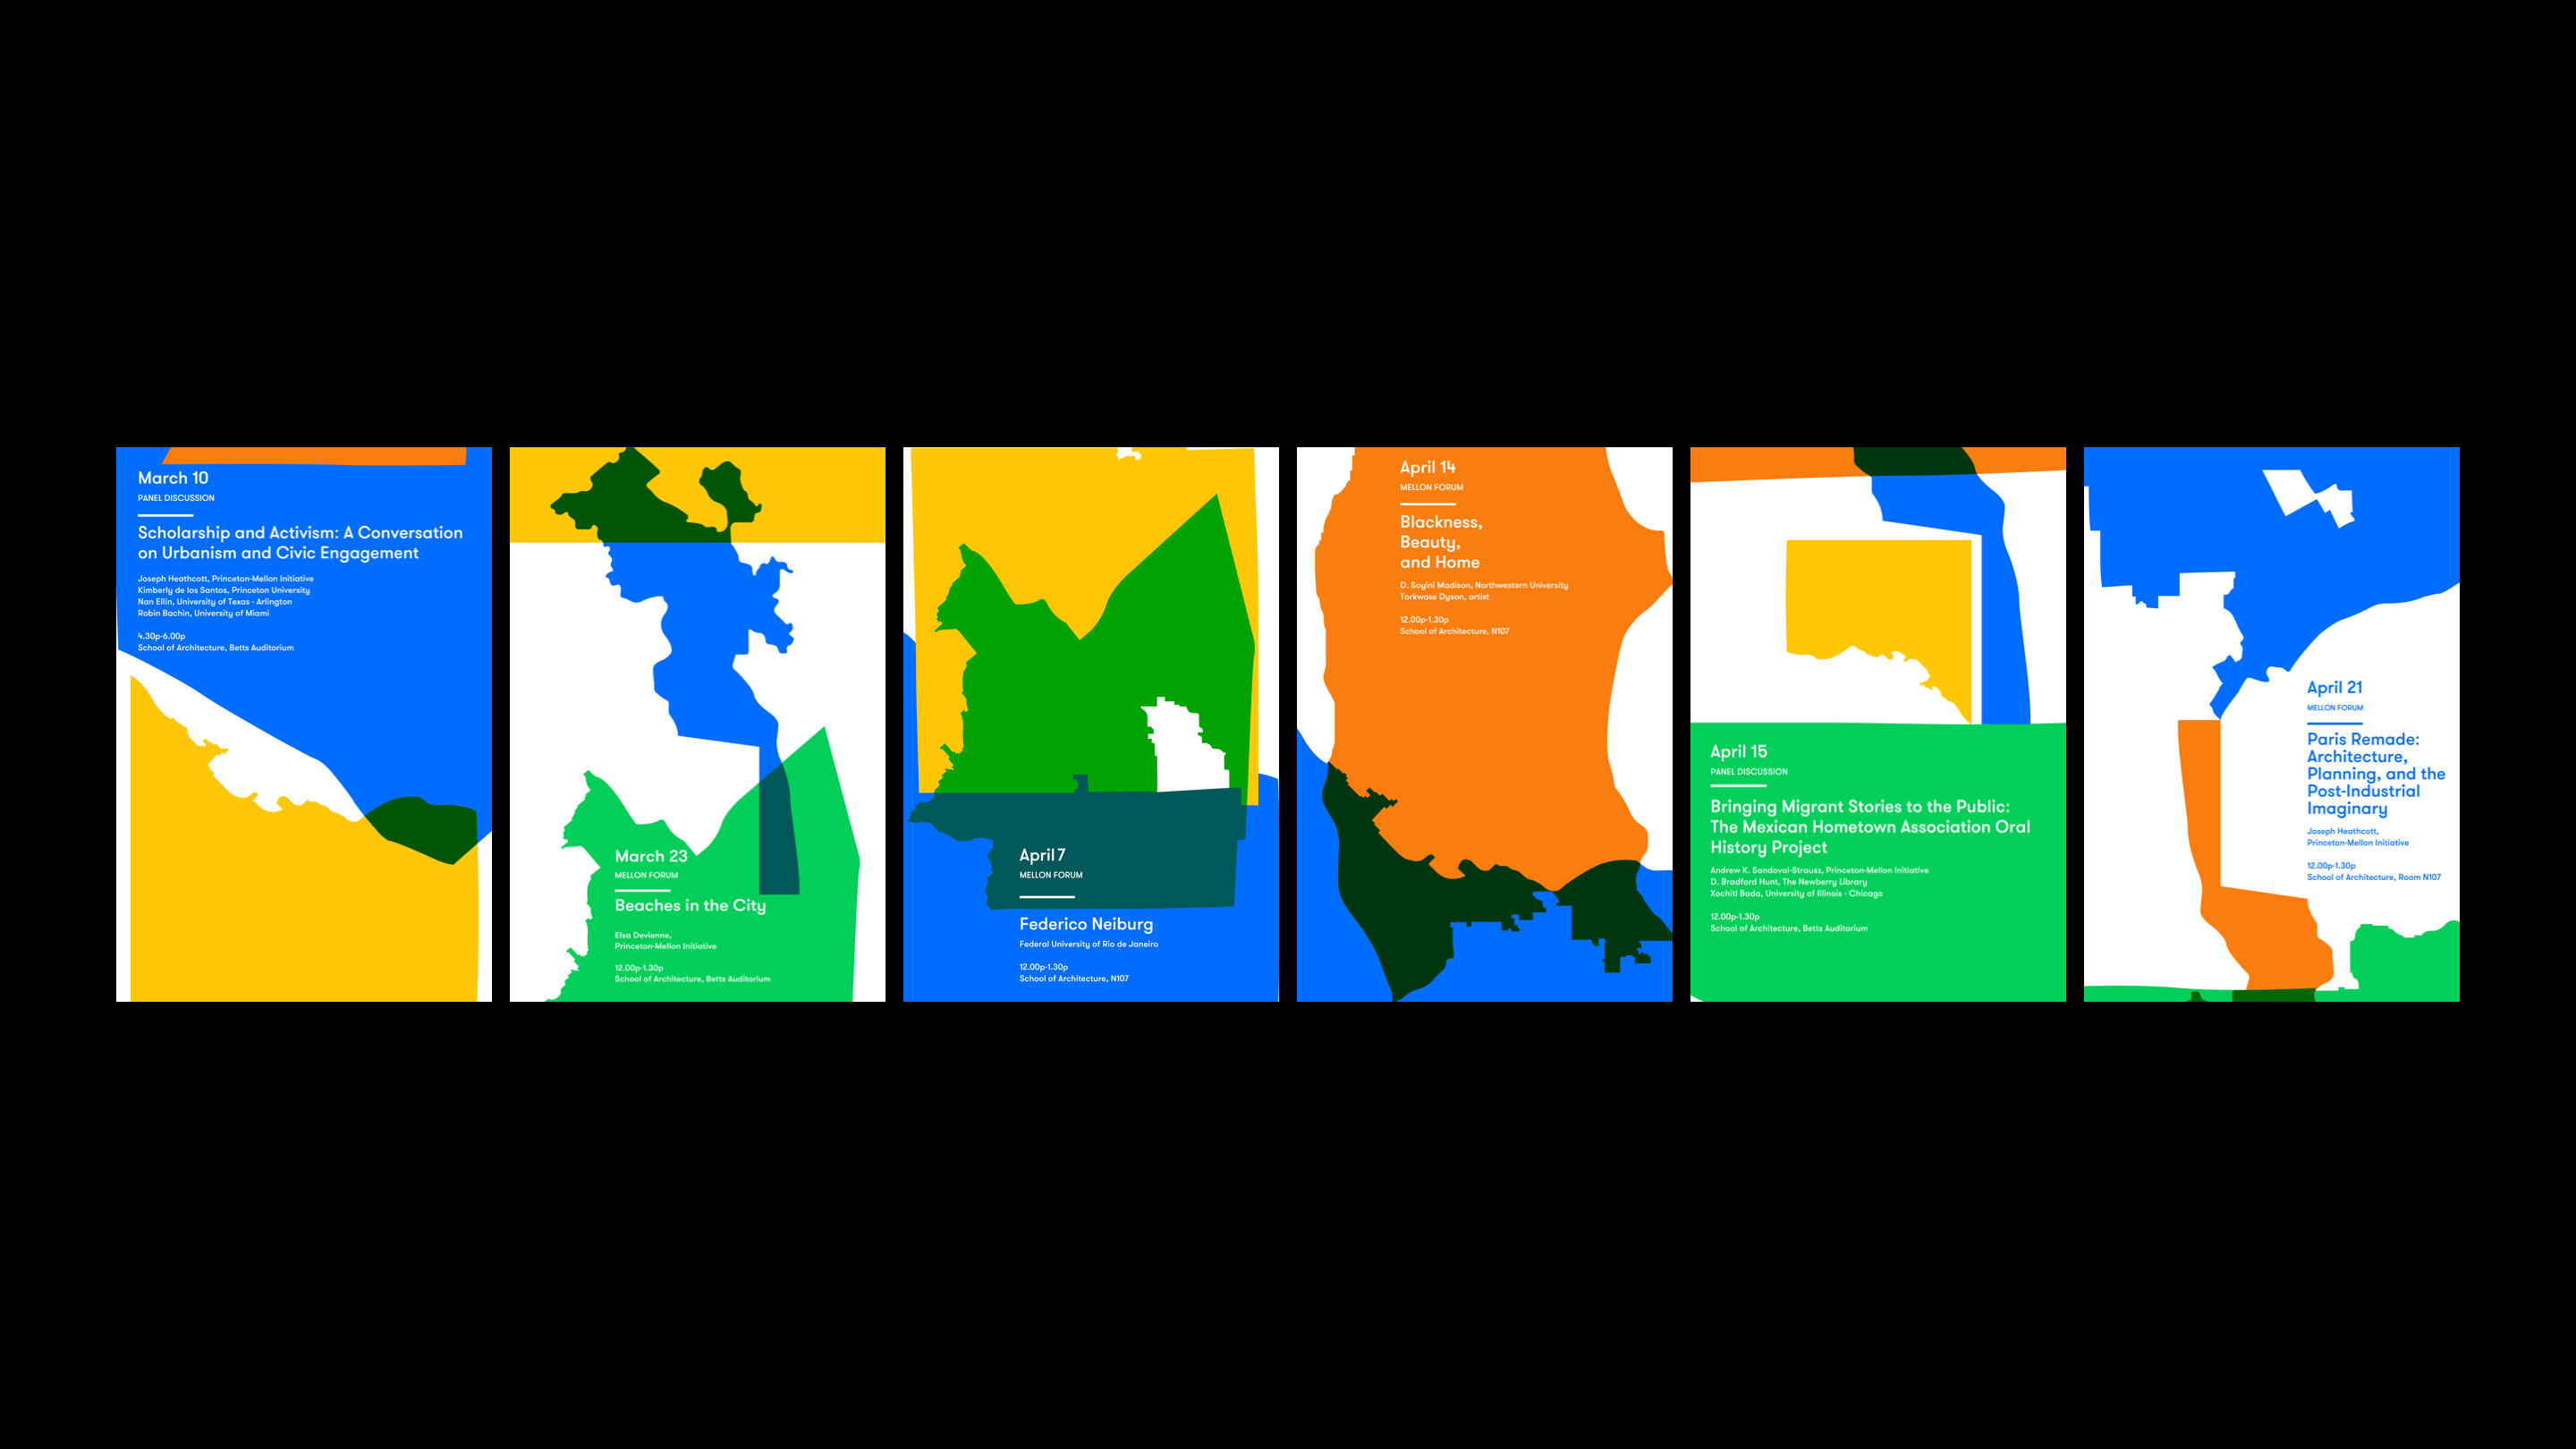 March 10
PANEL DISCUSSION
Scholarship and Activism: A Conversation
on Urbanism and Civic Engagement
Joseph Heathcott, Princeton-Mellon Initiative
Kimberly de los Santos, Princeton University
Nan Ellin, University of Texas - Arlington
Robin Bachin, University of Miami
4.30p-6.00p
School of Architecture, Betts Auditorium
March 23
MELLON FORUM
Beaches in the City
Elsa Devienne,
Princeton-Mellon Initiative
12.00p-1.30p
School of Architecture, Betts Auditorium
April 7
MELLON FORUM
Federico Neiburg
Federal University of Rio de Janeiro
12.00p-1.30p
School of Architecture, N107
April 14
MELLON FORUM
Blackness,
Beauty,
and Home
D. Soyini Madison, Northwestern University
Torkwase Dyson, artist
12.00p-1.30p
School of Architecture, N107
April 15
PANEL DISCUSSION
Bringing Migrant Stories to the Public:
The Mexican Hometown Association Oral
History Project
Andrew K. Sandoval-Strausz, Princeton-Mellon Initiative
D. Bradford Hunt, The Newberry Library
Xochitl Bada, University of Illinois - Chicago
12.00p-1.30p
School of Architecture, Betts Auditorium
April 21
MELLON FORUM
Paris Remade:
Architecture,
Planning, and the
Post-Industrial
Imaginary
Joseph Heathcott,
Princeton-Mellon Initiative
12.00p-1.30p
School of Architecture, Room N107